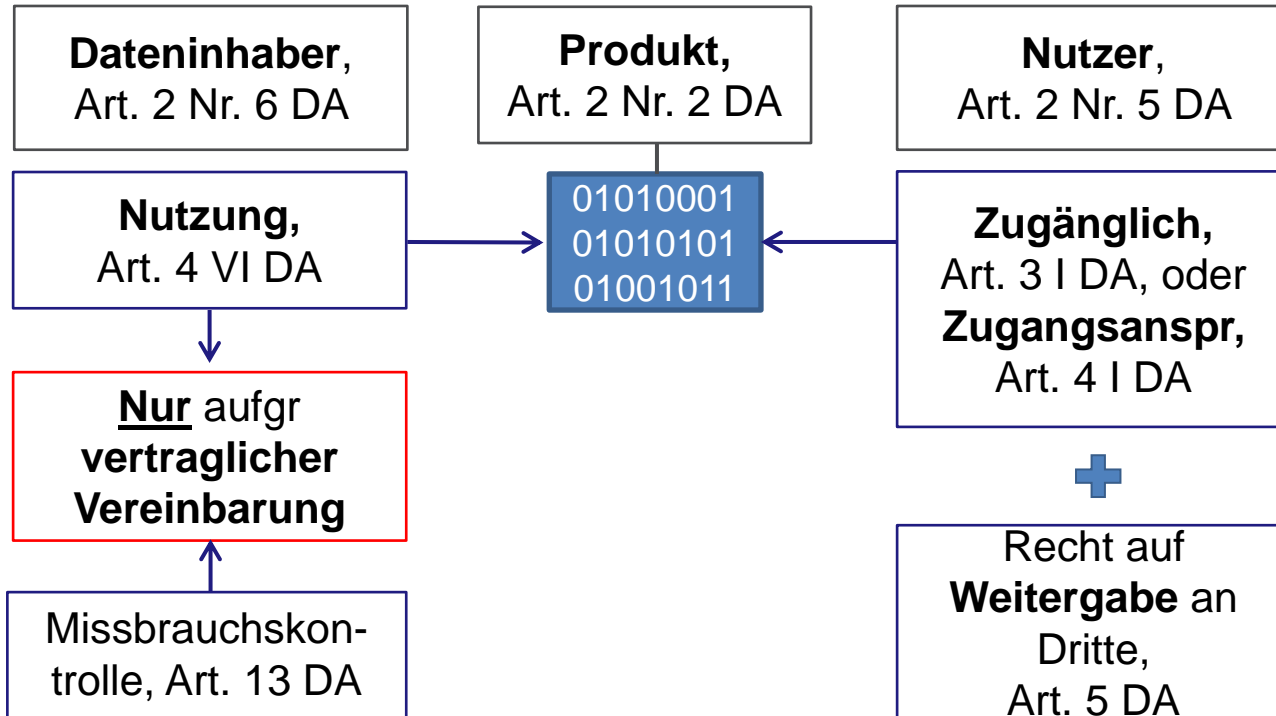 Dateninhaber,
Art. 2 Nr. 6 DA
Produkt,
Art. 2 Nr. 2 DA
Nutzer,
Art. 2 Nr. 5 DA
Nutzung,
Art. 4 VI DA
01010001
01010101
01001011
Zugänglich,
Art. 3 I DA, oder
Zugangsanspr,
Art. 4 I DA
Nur aufgr
vertraglicher
Vereinbarung
Missbrauchskon-
trolle, Art. 13 DA
Recht auf
Weitergabe an
Dritte,
Art. 5 DA